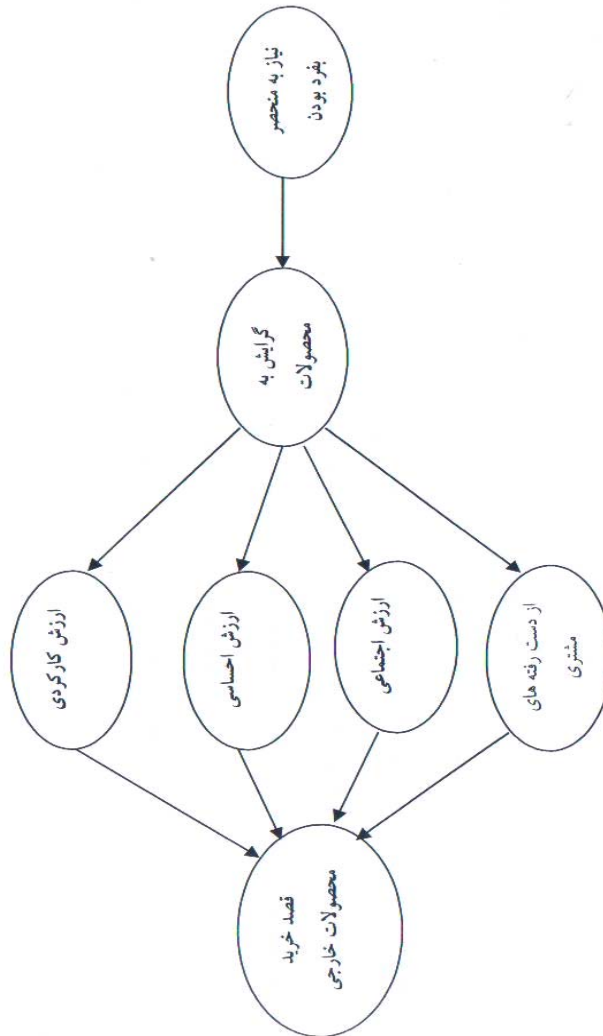 نیاز به منحصر
بفرد بودن
گرایش به
محصولات
ارزش کارکردی
ارزش احساسی
ارزش اجتماعی
از دست رفته های
مشتری
قصد خرید
محصولات خارجی